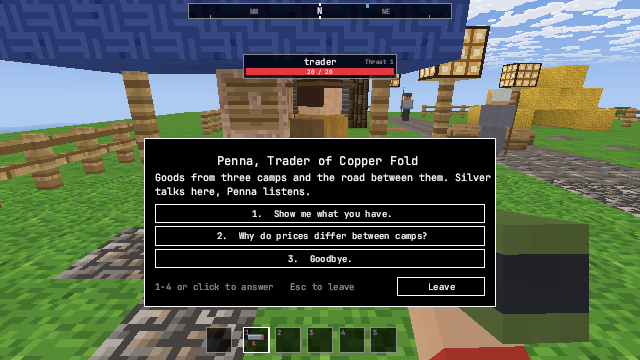 NW N NE
trader Threat 1
20 / 20
Penna, Trader of Copper Fold
Goods from three camps and the road between them. Silver
talks here, Penna listens.
1. Show me what you have.
2. Why do prices differ between camps?
3. Goodbye.
1-4 or click to answer Esc to leave Leave
1 2 3 4 5